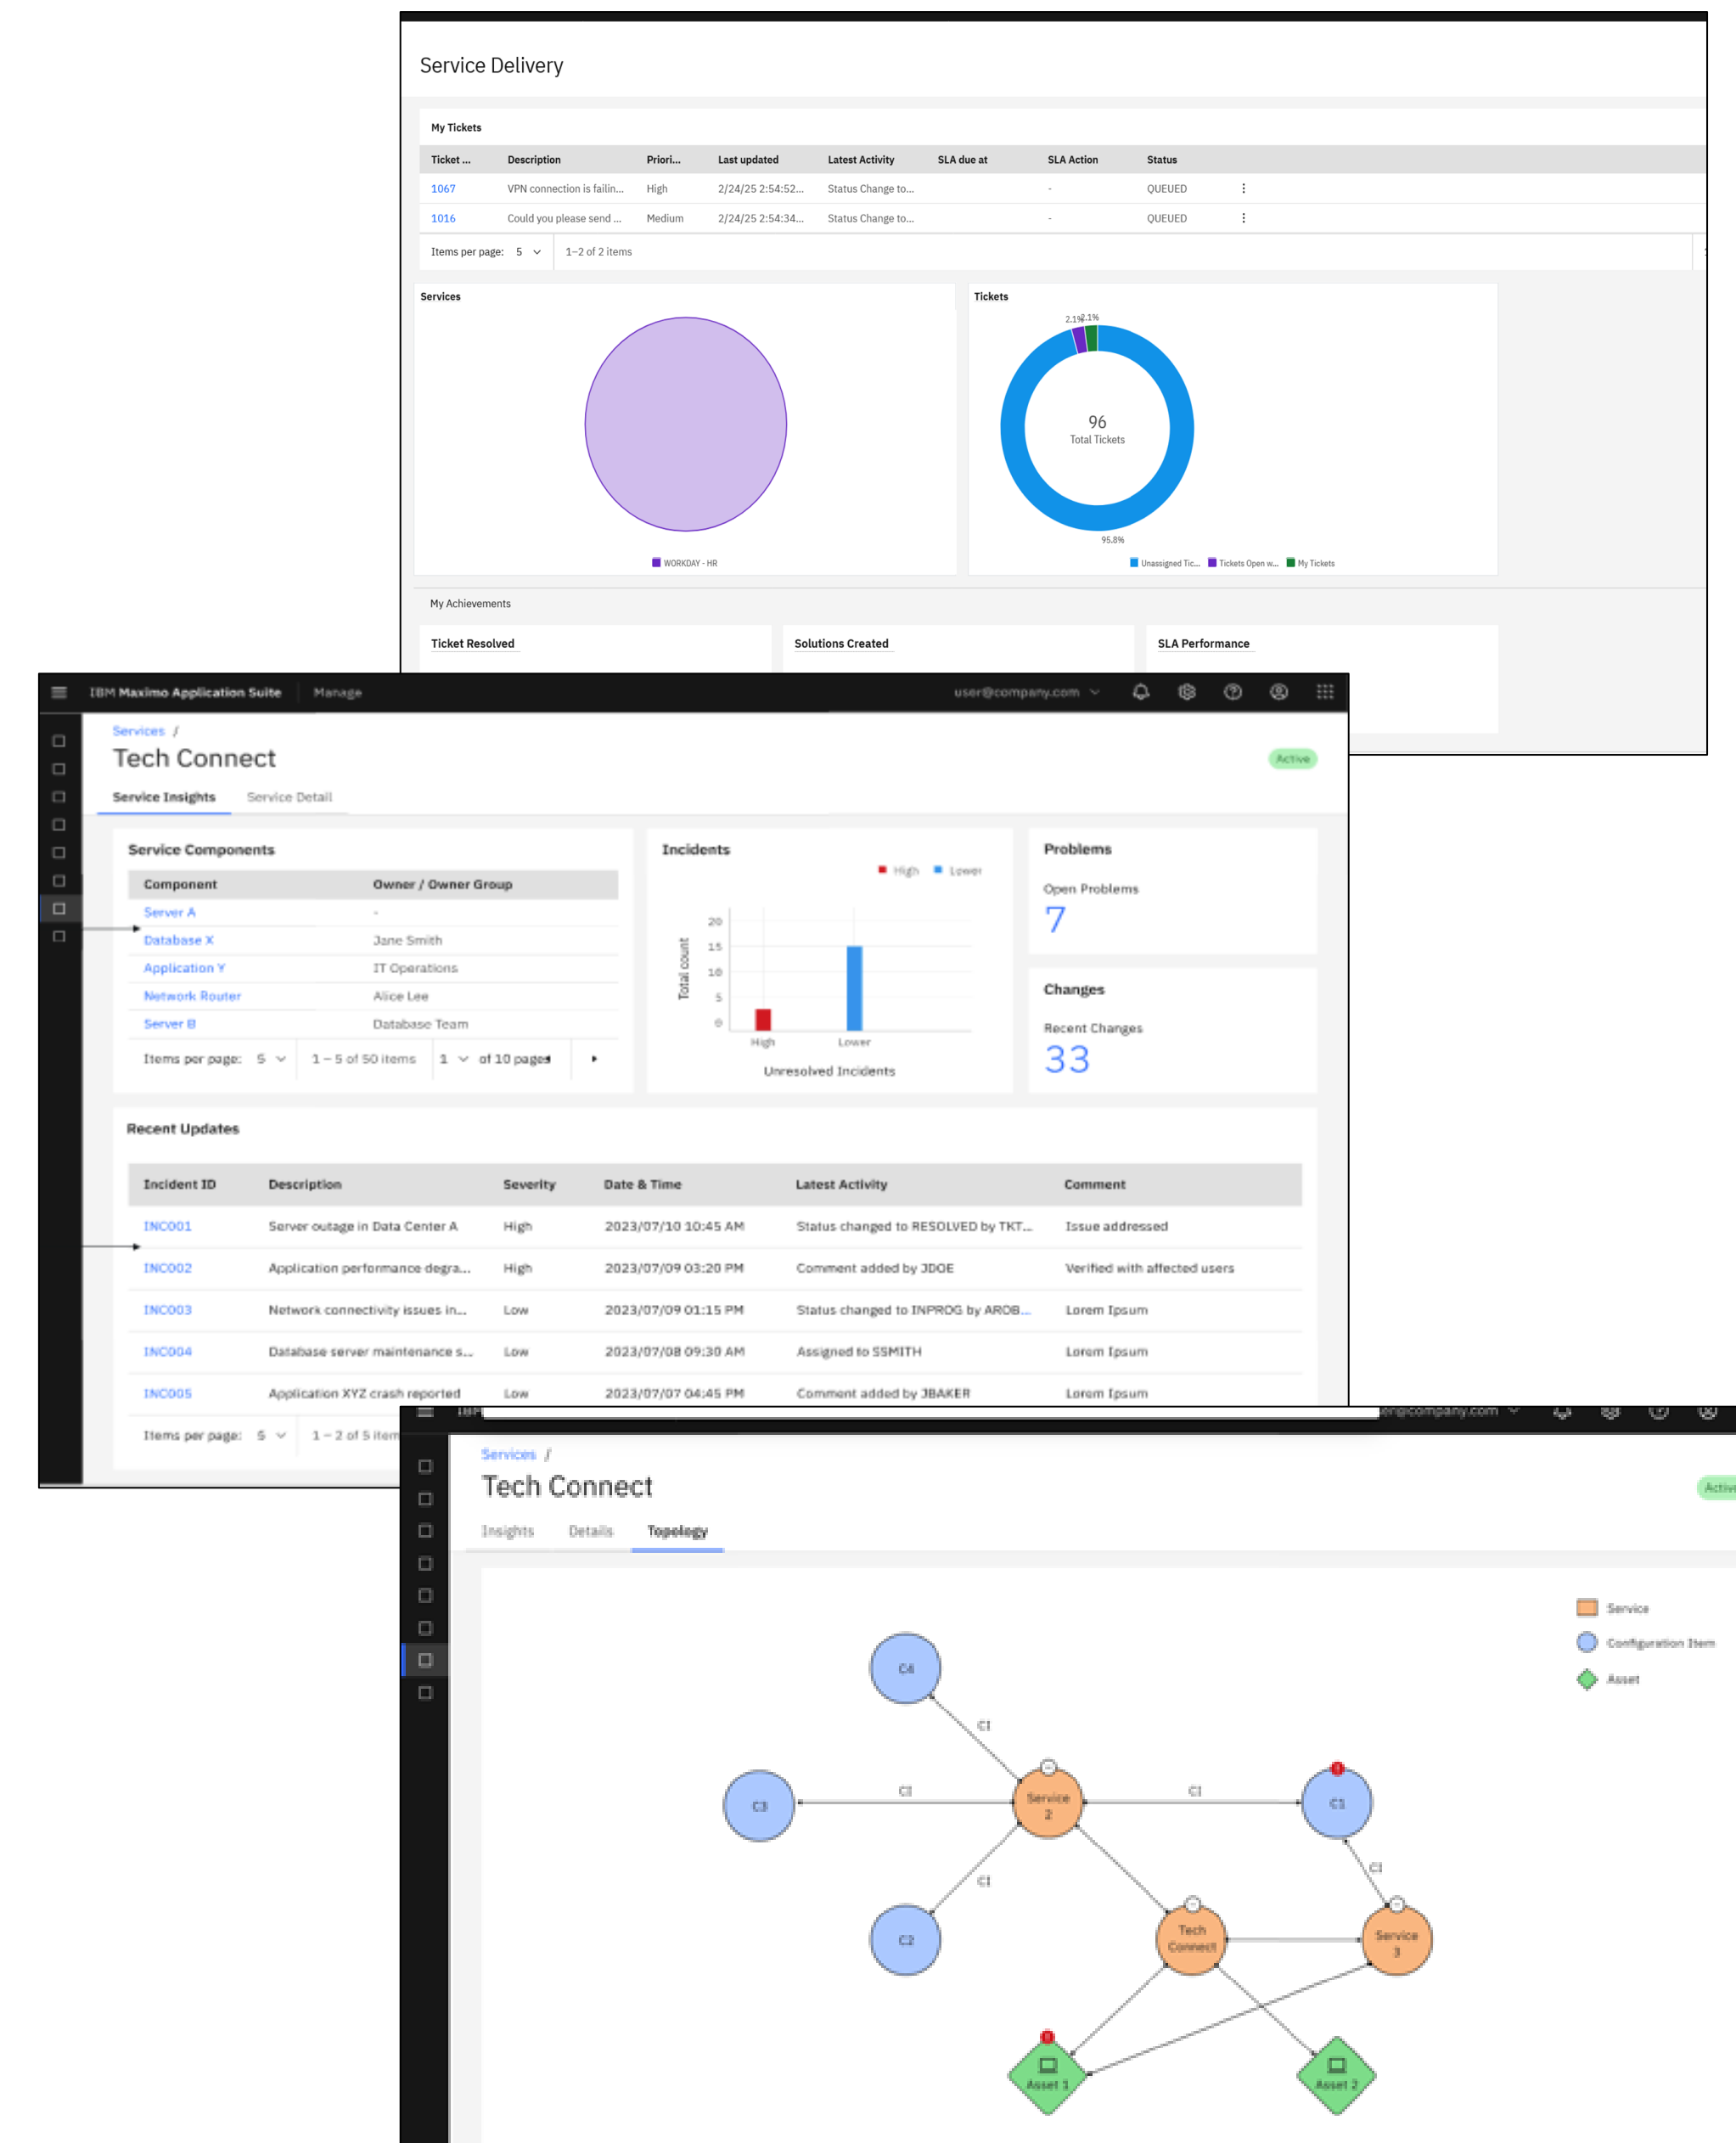 Service Delivery
My Tickets
Ticket ... Description Priori... Last updated Latest Activity SLA due at SLA Action Status
1067 VPN connection is failin... High 2/24/25 2:54:52... Status Change to... - QUEUED
1016 Could you please send ... Medium 2/24/25 2:54:34... Status Change to... - QUEUED
Items per page: 5 1–2 of 2 items
Services Tickets
2.1% 2.1%
96
Total Tickets
95.8%
WORKDAY - HR Unassigned Tic... Tickets Open w... My Tickets
My Achievements
Ticket Resolved Solutions Created SLA Performance
IBM Maximo Application Suite Manage user@company.com
Services /
Tech Connect Active
Service Insights Service Detail
Service Components
Component Owner / Owner Group
Server A -
Database X Jane Smith
Application Y IT Operations
Network Router Alice Lee
Server B Database Team
Items per page: 5 1 – 5 of 50 items 1 of 10 pages
Incidents
High Lower
Total count
20
15
10
5
0
High Lower
Unresolved Incidents
Problems
Open Problems
7
Changes
Recent Changes
33
Recent Updates
Incident ID Description Severity Date & Time Latest Activity Comment
INC001 Server outage in Data Center A High 2023/07/10 10:45 AM Status changed to RESOLVED by TKT... Issue addressed
INC002 Application performance degra... High 2023/07/09 03:20 PM Comment added by JDOE Verified with affected users
INC003 Network connectivity issues in... Low 2023/07/09 01:15 PM Status changed to INPROG by AROB... Lorem Ipsum
INC004 Database server maintenance s... Low 2023/07/08 09:30 AM Assigned to SSMITH Lorem Ipsum
INC005 Application XYZ crash reported Low 2023/07/07 04:45 PM Comment added by JBAKER Lorem Ipsum
Items per page: 5 1 – 2 of 5 item
Services /
Tech Connect Active
Insights Details Topology
Service
Configuration Item
Asset
CI
C3 CI Service 2 CI C1
CI CI
C2 Tech Connect Service 3
Asset 1 Asset 2